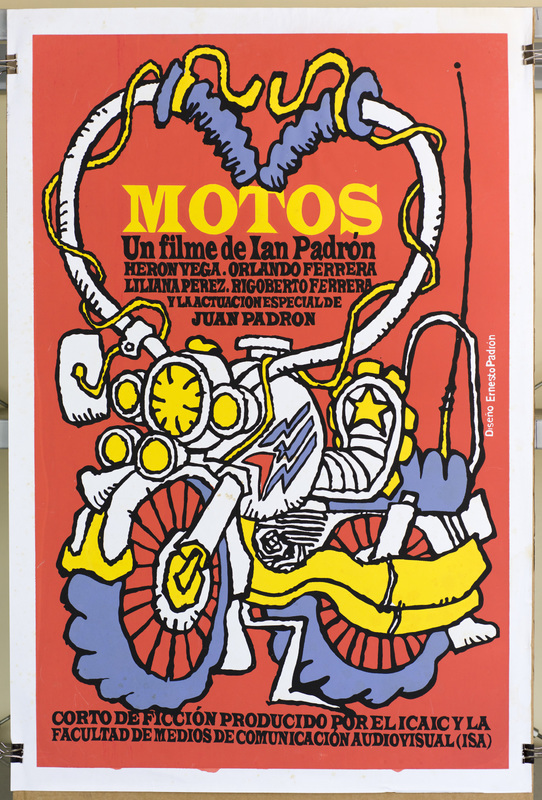 MOTOS
Un filme de Ian Padrón
HERON VEGA. ORLANDO FERRERA
LILIANA PEREZ. RIGOBERTO FERRERA
Y LA ACTUACION ESPECIAL DE
JUAN PADRON
Diseño Ernesto Padrón
CORTO DE FICCIÓN PRODUCIDO POR EL ICAIC Y LA
FACULTAD DE MEDIOS DE COMUNICACIÓN AUDIOVISUAL (ISA)